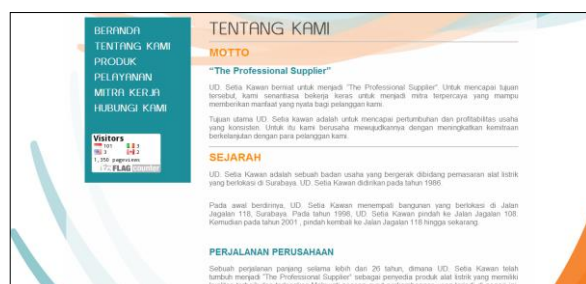 BERANDA
TENTANG KAMI
PRODUK
PELAYANAN
MITRA KERJA
HUBUNGI KAMI
Visitors
101 3
3 2
1,350 pageviews
FLAG counter
TENTANG KAMI
MOTTO
“The Professional Supplier”
UD. Setia Kawan berniat untuk menjadi “The Professional Supplier”. Untuk mencapai tujuan
tersebut, kami senantiasa bekerja keras untuk menjadi mitra terpercaya yang mampu
memberikan manfaat yang nyata bagi pelanggan kami.
Tujuan utama UD. Setia Kawan adalah untuk mencapai pertumbuhan dan profitabilitas usaha
yang konsisten. Untuk itu kami berusaha mewujudkannya dengan meningkatkan kemitraan
berkelanjutan dengan para pelanggan kami.
SEJARAH
UD. Setia Kawan adalah sebuah badan usaha yang bergerak dibidang pemasaran alat listrik
yang berlokasi di Surabaya. UD. Setia Kawan didirikan pada tahun 1986.
Pada awal berdirinya, UD. Setia Kawan menempati bangunan yang berlokasi di Jalan
Jagalan 118, Surabaya. Pada tahun 1998, UD. Setia Kawan pindah ke Jalan Jagalan 108.
Kemudian pada tahun 2001 , pindah kembali ke Jalan Jagalan 118 hingga sekarang.
PERJALANAN PERUSAHAAN
Sebuah perjalanan panjang selama lebih dari 26 tahun, dimana UD. Setia Kawan telah
tumbuh menjadi “The Professional Supplier” sebagai penyedia produk alat listrik yang memiliki